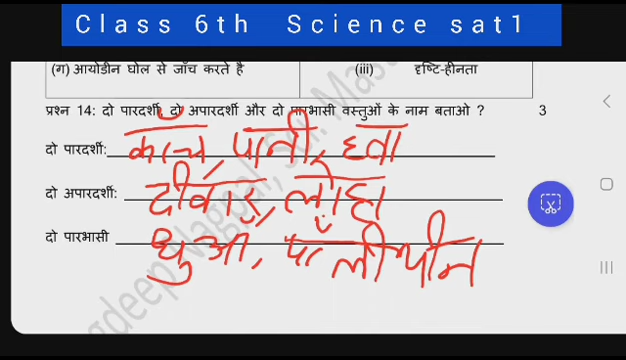 Class 6th Science sat1
(ग) आयोडीन घोल से जाँच करते है (iii) दृष्टि-हीनता
प्रश्न 14: दो पारदर्शी, दो अपारदर्शी और दो पारभासी वस्तुओं के नाम बताओ ? 3
दो पारदर्शी: काँच, पानी, हवा
दो अपारदर्शी: दीवार, लोहा
दो पारभासी धुआँ, पॉलीथीन